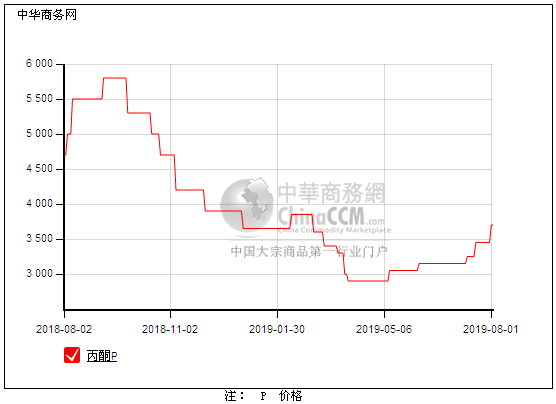 中华商务网
6 000
5 500
5 000
4 500
4 000
3 500
3 000
中華商務網
ChinaCCM.com
China Commodity Marketplace
中国大宗商品第一行业门户
2018-08-02 2018-11-02 2019-01-30 2019-05-06 2019-08-01
丙酮P
注： P 价格